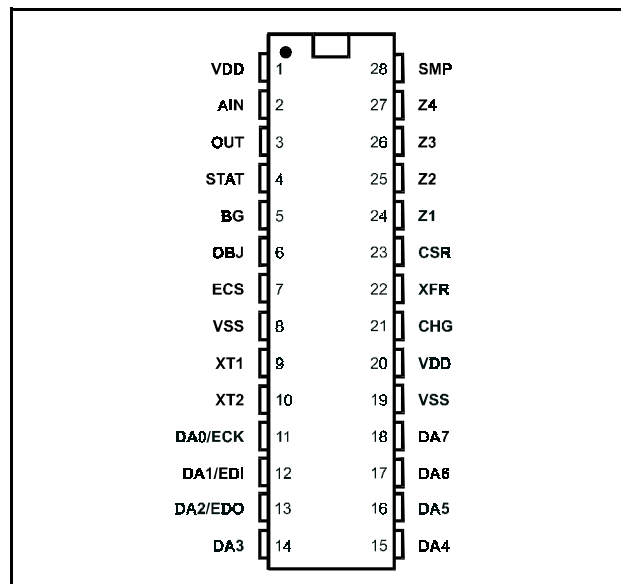 VDD 1 28 SMP
AIN 2 27 Z4
OUT 3 26 Z3
STAT 4 25 Z2
BG 5 24 Z1
OBJ 6 23 CSR
ECS 7 22 XFR
VSS 8 21 CHG
XT1 9 20 VDD
XT2 10 19 VSS
DA0/ECK 11 18 DA7
DA1/EDI 12 17 DA6
DA2/EDO 13 16 DA5
DA3 14 15 DA4